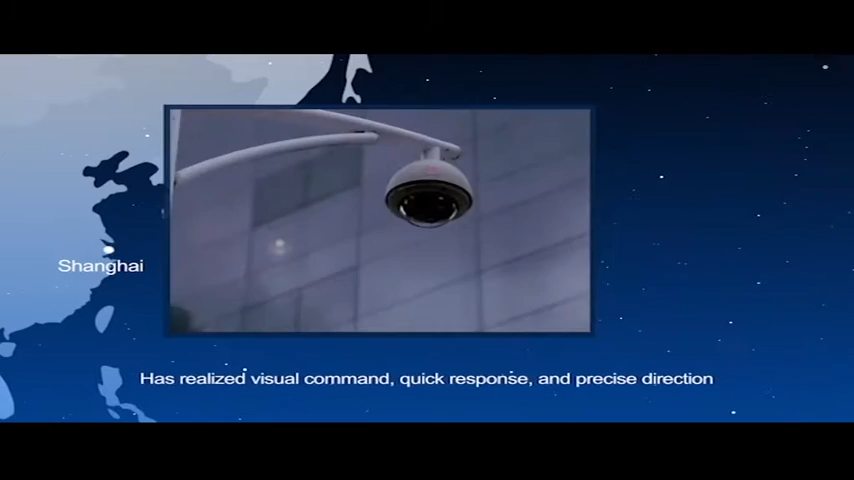 Shanghai
Has realized visual command, quick response, and precise direction